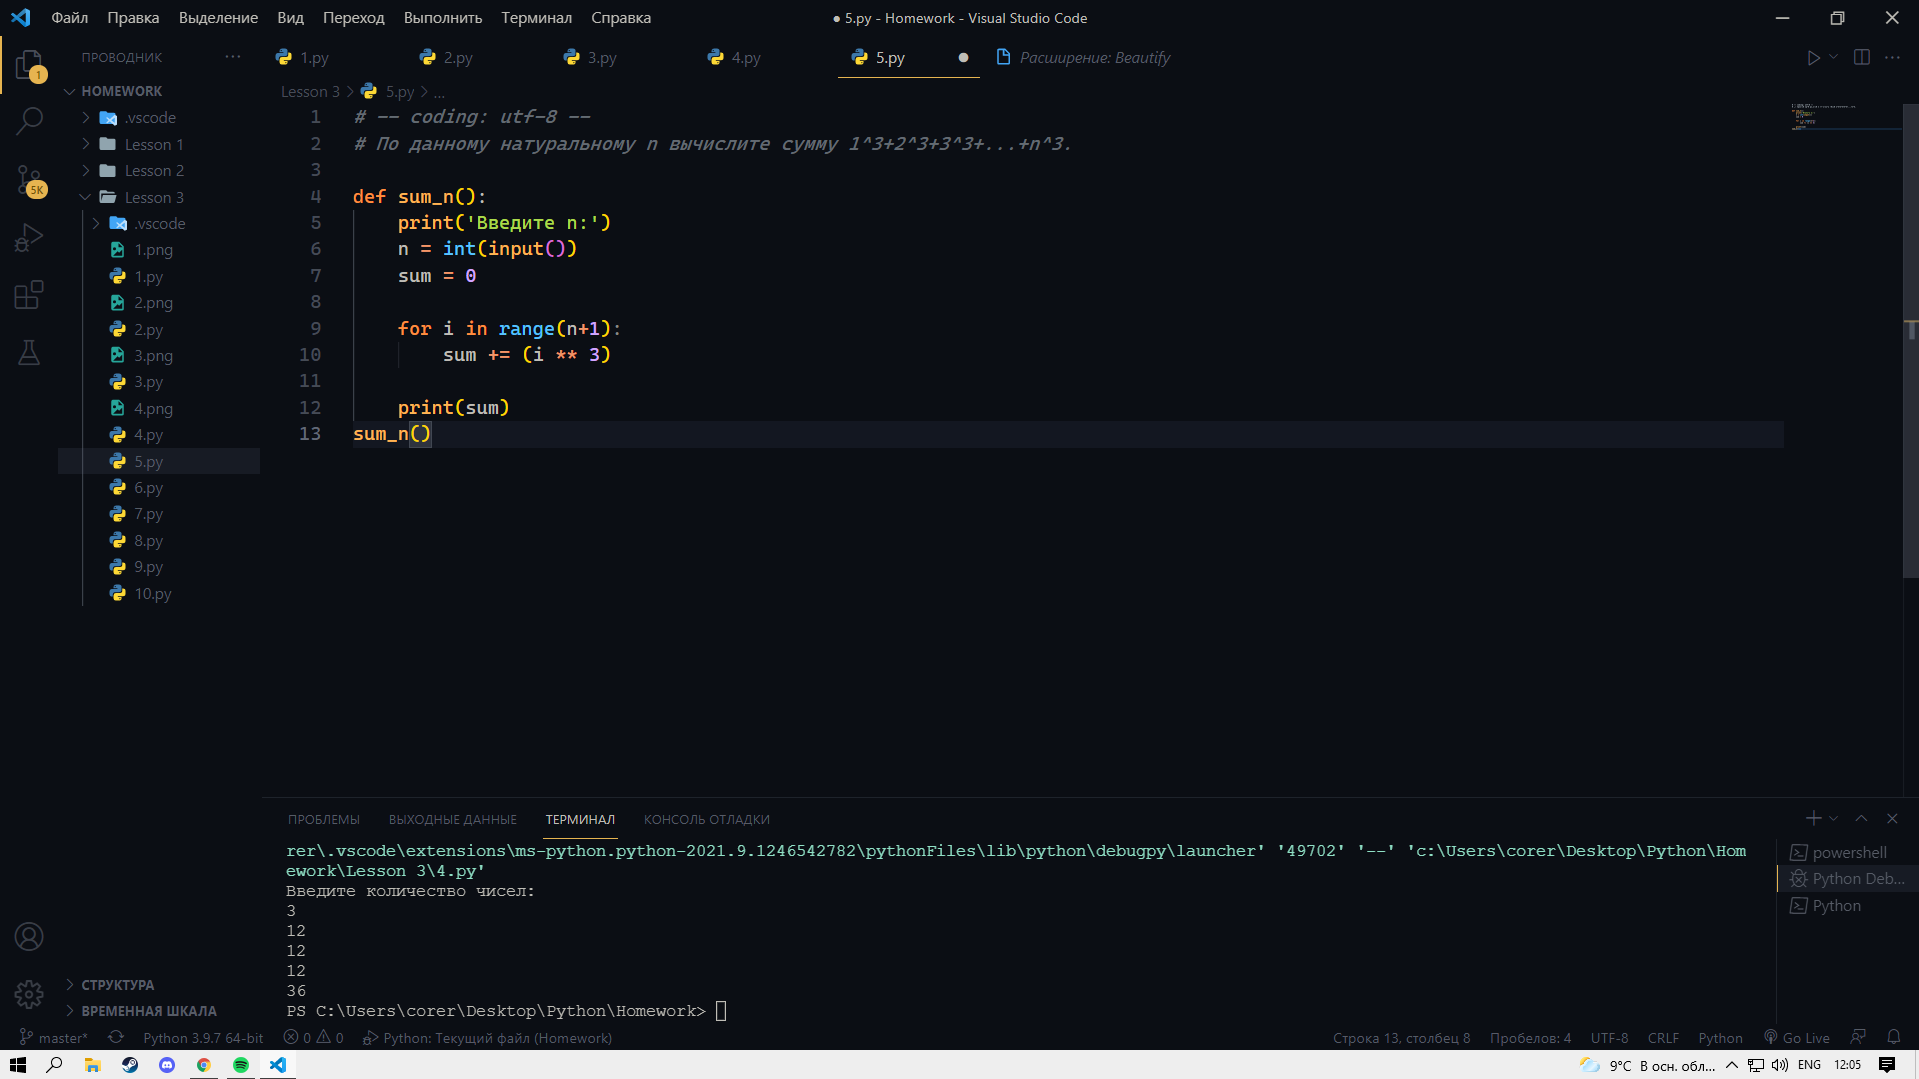 Файл Правка Выделение Вид Переход Выполнить Терминал Справка
● 5.py - Homework - Visual Studio Code
ПРОВОДНИК ...
1.py 2.py 3.py 4.py 5.py ● Расширение: Beautify
HOMEWORK
.vscode
Lesson 1
Lesson 2
Lesson 3
.vscode
1.png
1.py
2.png
2.py
3.png
3.py
4.png
4.py
5.py
6.py
7.py
8.py
9.py
10.py
СТРУКТУРА
ВРЕМЕННАЯ ШКАЛА
1
5K
Lesson 3 > 5.py > ...
1 # -- coding: utf-8 --
2 # По данному натуральному n вычислите сумму 1^3+2^3+3^3+...+n^3.
3
4 def sum_n():
5     print('Введите n:')
6     n = int(input())
7     sum = 0
8
9     for i in range(n+1):
10         sum += (i ** 3)
11
12     print(sum)
13 sum_n()
ПРОБЛЕМЫ ВЫХОДНЫЕ ДАННЫЕ ТЕРМИНАЛ КОНСОЛЬ ОТЛАДКИ
rer\.vscode\extensions\ms-python.python-2021.9.1246542782\pythonFiles\lib\python\debugpy\launcher' '49702' '--' 'c:\Users\corer\Desktop\Python\Hom
ework\Lesson 3\4.py'
Введите количество чисел:
3
12
12
12
36
PS C:\Users\corer\Desktop\Python\Homework>
powershell
Python Deb...
Python
master* Python 3.9.7 64-bit 0 0 Python: Текущий файл (Homework)
Строка 13, столбец 8 Пробелов: 4 UTF-8 CRLF Python Go Live
9°C В осн. обл... ENG 12:05